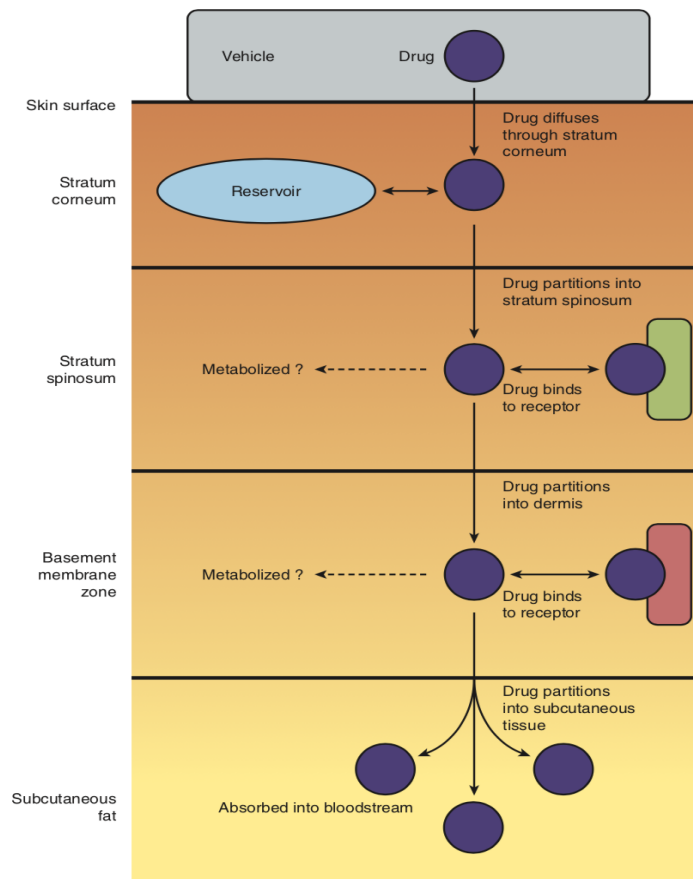 Vehicle
Drug
Skin surface
Drug diffuses
through stratum
corneum
Stratum
corneum
Reservoir
Drug partitions into
stratum spinosum
Stratum
spinosum
Metabolized ?
Drug binds
to receptor
Drug partitions
into dermis
Basement
membrane
zone
Metabolized ?
Drug binds
to receptor
Drug partitions
into subcutaneous
tissue
Subcutaneous
fat
Absorbed into bloodstream